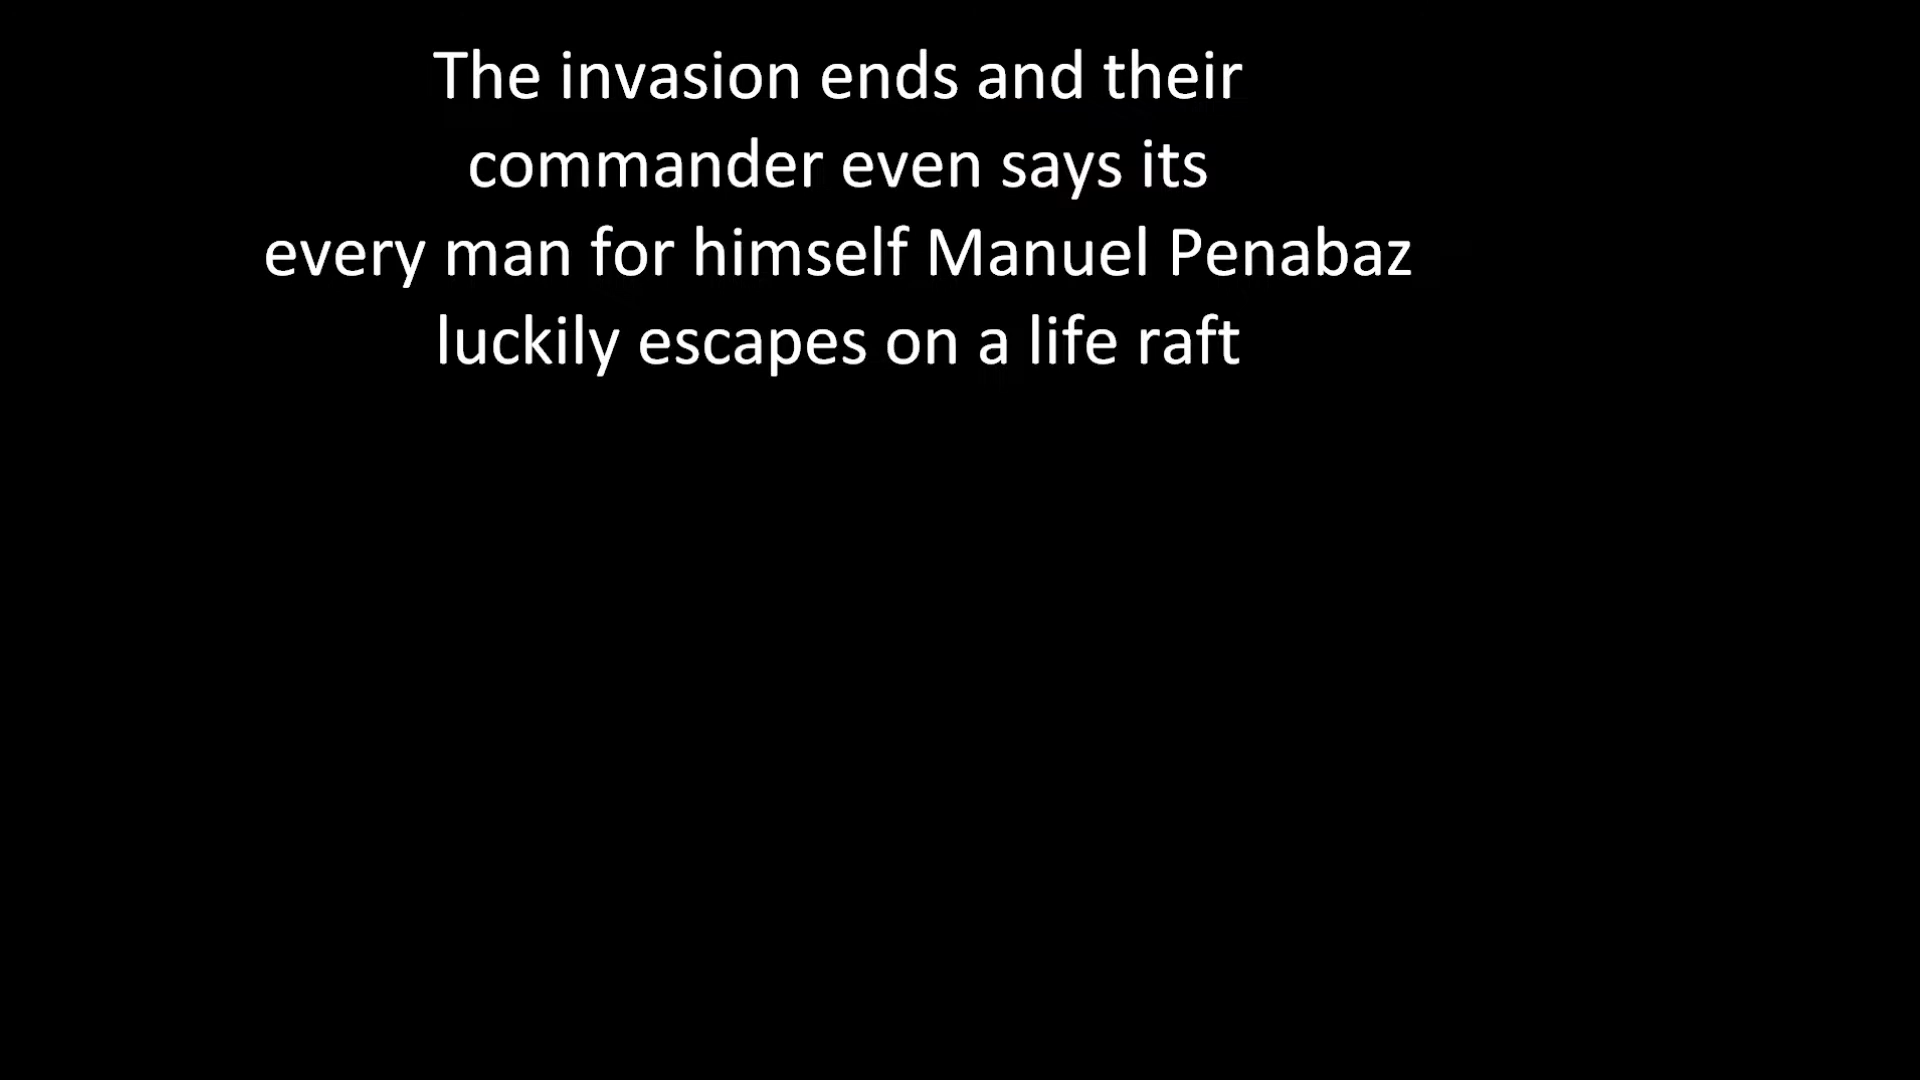 The invasion ends and their
commander even says its
every man for himself Manuel Penabaz
luckily escapes on a life raft